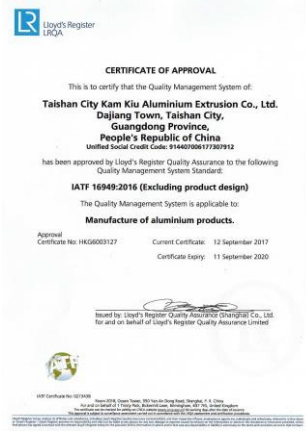 LR
Lloyd's Register
LRQA
CERTIFICATE OF APPROVAL
This is to certify that the Quality Management System of:
Taishan City Kam Kiu Aluminium Extrusion Co., Ltd.
Dajiang Town, Taishan City,
Guangdong Province,
People's Republic of China
Unified Social Credit Code: 914407006177307912
has been approved by Lloyd's Register Quality Assurance to the following
Quality Management System Standard:
IATF 16949:2016 (Excluding product design)
The Quality Management System is applicable to:
Manufacture of aluminium products.
Approval
Certificate No: HKG6003127
Current Certificate: 12 September 2017
Certificate Expiry: 11 September 2020
Issued by: Lloyd's Register Quality Assurance (Shanghai) Co., Ltd.
for and on behalf of Lloyd's Register Quality Assurance Limited
IATF Certificate No: 0273439